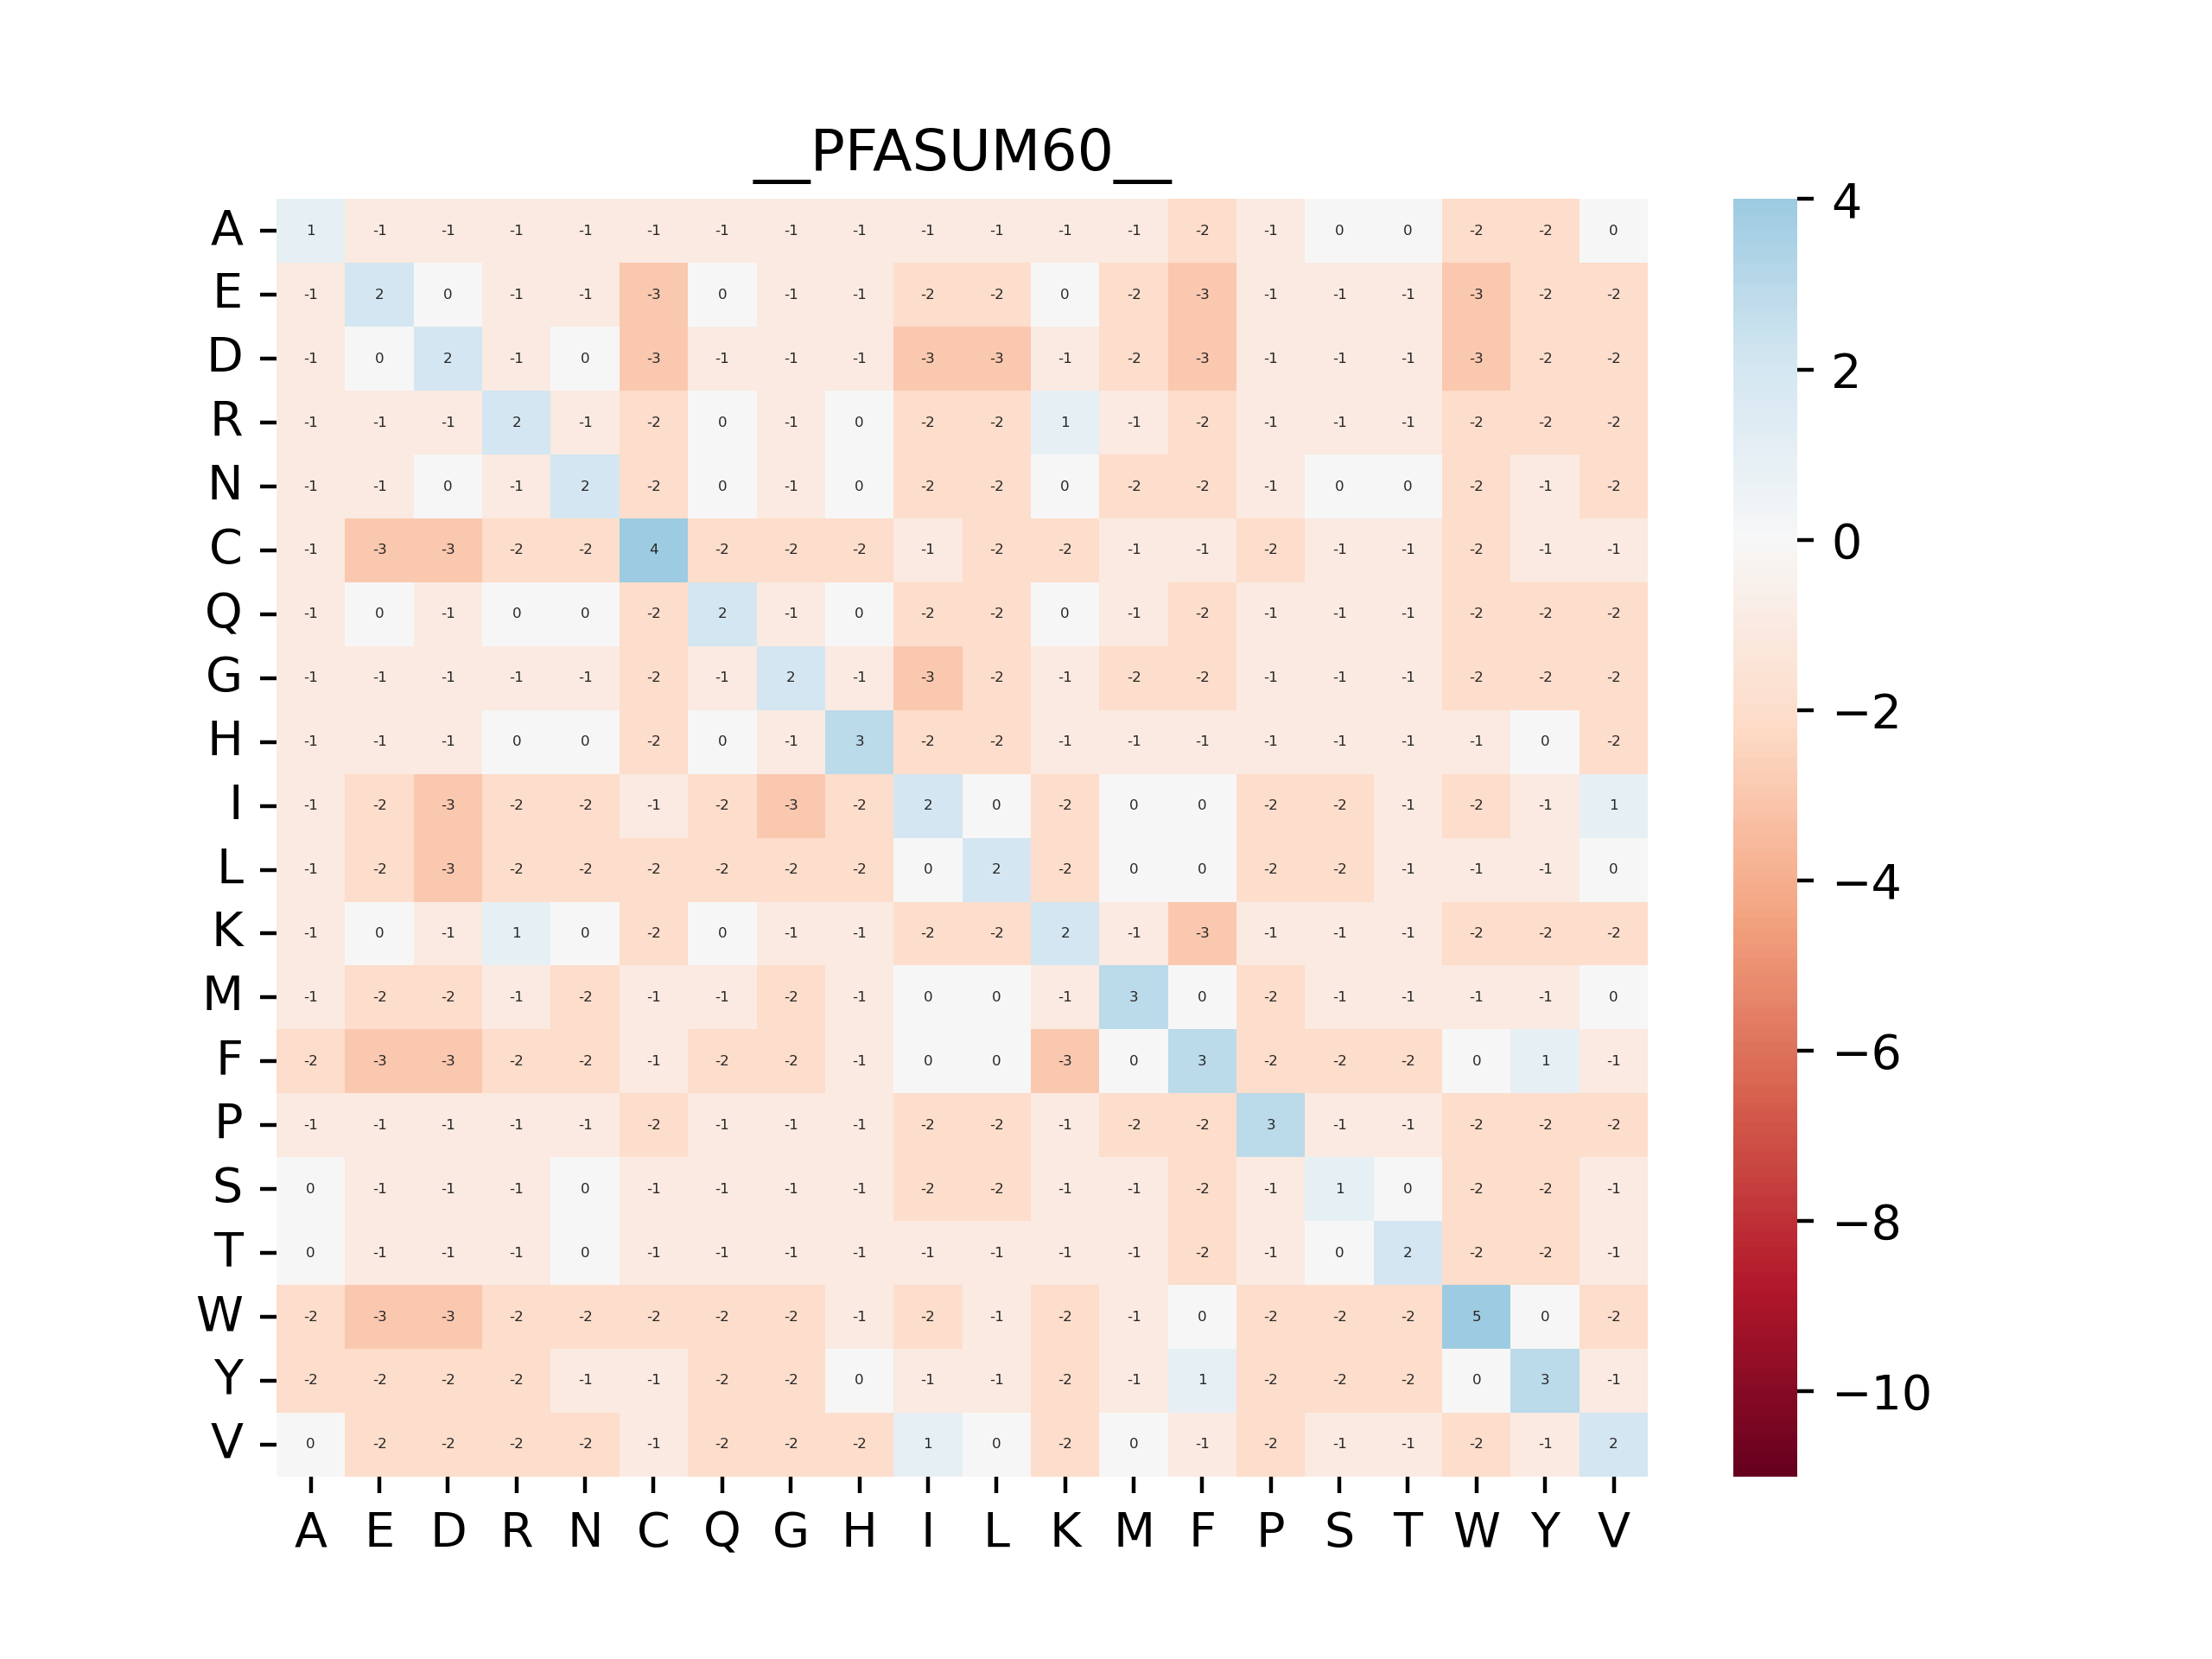 __PFASUM60__
A 1 -1 -1 -1 -1 -1 -1 -1 -1 -1 -1 -1 -1 -2 -1 0 0 -2 -2 0 4
E -1 2 0 -1 -1 -3 0 -1 -1 -2 -2 0 -2 -3 -1 -1 -1 -3 -2 -2
D -1 0 2 -1 0 -3 -1 -1 -1 -3 -3 -1 -2 -3 -1 -1 -1 -3 -2 -2 2
R -1 -1 -1 2 -1 -2 0 -1 0 -2 -2 1 -1 -2 -1 -1 -1 -2 -2 -2
N -1 -1 0 -1 2 -2 0 -1 0 -2 -2 0 -2 -2 -1 0 0 -2 -1 -2
C -1 -3 -3 -2 -2 4 -2 -2 -2 -1 -2 -2 -1 -1 -2 -1 -1 -2 -1 -1 0
Q -1 0 -1 0 0 -2 2 -1 0 -2 -2 0 -1 -2 -1 -1 -1 -2 -2 -2
G -1 -1 -1 -1 -1 -2 -1 2 -1 -3 -2 -1 -2 -2 -1 -1 -1 -2 -2 -2
H -1 -1 -1 0 0 -2 0 -1 3 -2 -2 -1 -1 -1 -1 -1 -1 -1 0 -2 −2
I -1 -2 -3 -2 -2 -1 -2 -3 -2 2 0 -2 0 0 -2 -2 -1 -2 -1 1
L -1 -2 -3 -2 -2 -2 -2 -2 -2 0 2 -2 0 0 -2 -2 -1 -1 -1 0 −4
K -1 0 -1 1 0 -2 0 -1 -1 -2 -2 2 -1 -3 -1 -1 -1 -2 -2 -2
M -1 -2 -2 -1 -2 -1 -1 -2 -1 0 0 -1 3 0 -2 -1 -1 -1 -1 0
F -2 -3 -3 -2 -2 -1 -2 -2 -1 0 0 -3 0 3 -2 -2 -2 0 1 -1 −6
P -1 -1 -1 -1 -1 -2 -1 -1 -1 -2 -2 -1 -2 -2 3 -1 -1 -2 -2 -2
S 0 -1 -1 -1 0 -1 -1 -1 -1 -2 -2 -1 -1 -2 -1 1 0 -2 -2 -1
T 0 -1 -1 -1 0 -1 -1 -1 -1 -1 -1 -1 -1 -2 -1 0 2 -2 -2 -1 −8
W -2 -3 -3 -2 -2 -2 -2 -2 -1 -2 -1 -2 -1 0 -2 -2 -2 5 0 -2
Y -2 -2 -2 -2 -1 -1 -2 -2 0 -1 -1 -2 -1 1 -2 -2 -2 0 3 -1 −10
V 0 -2 -2 -2 -2 -1 -2 -2 -2 1 0 -2 0 -1 -2 -1 -1 -2 -1 2
A E D R N C Q G H I L K M F P S T W Y V